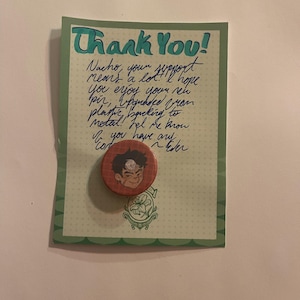 Thank You!
Nacho, your support
means a lot! I hope
you enjoy your new
pin, upgraded from
plastic backing to
metal! Let me know
if you have any
~